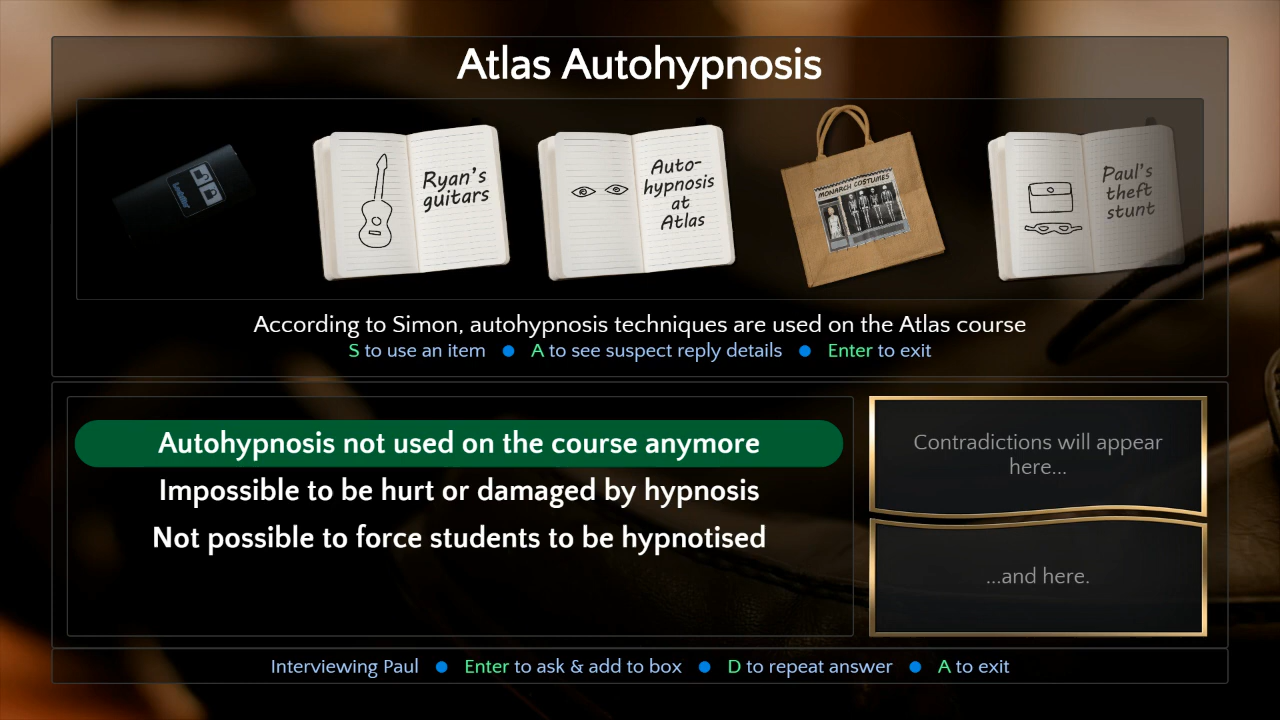 Atlas Autohypnosis
Ryan's
guitars
Auto-
hypnosis
at
Atlas
MONARCH COSTUMES
Paul's
theft
stunt
According to Simon, autohypnosis techniques are used on the Atlas course
S to use an item ● A to see suspect reply details ● Enter to exit
Autohypnosis not used on the course anymore
Impossible to be hurt or damaged by hypnosis
Not possible to force students to be hypnotised
Contradictions will appear
here...
...and here.
Interviewing Paul ● Enter to ask & add to box ● D to repeat answer ● A to exit